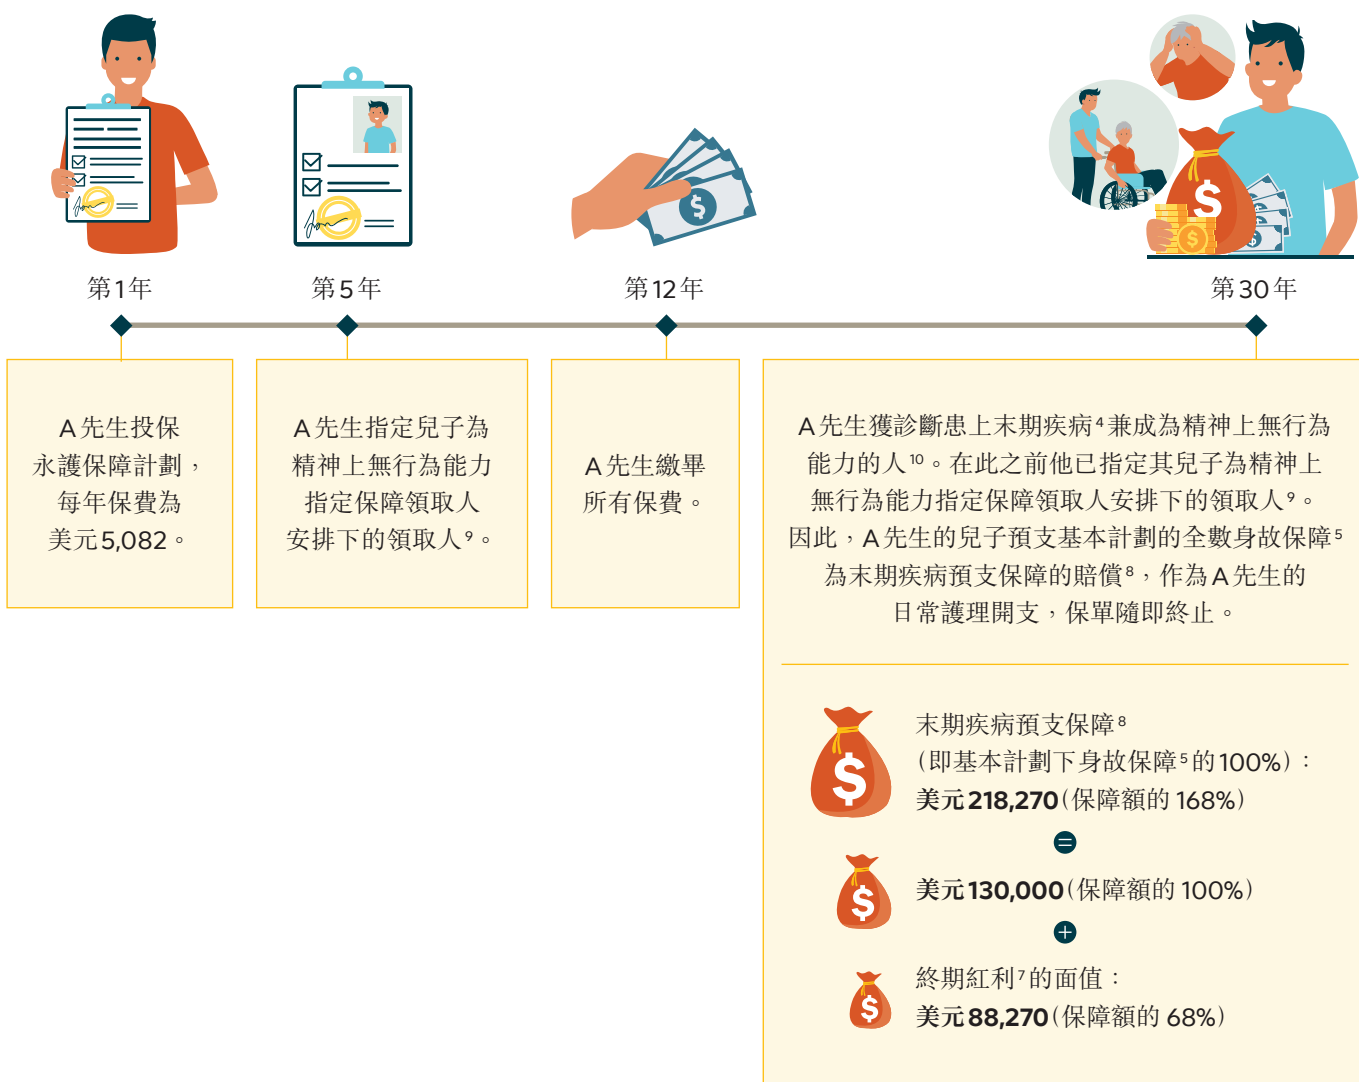 第1年
第5年
第12年
第30年
A先生投保
永護保障計劃，
每年保費為
美元5,082。
A先生指定兒子為
精神上無行為能力
指定保障領取人
安排下的領取人⁹。
A先生繳畢
所有保費。
A先生獲診斷患上末期疾病⁴兼成為精神上無行為
能力的人¹⁰。在此之前他已指定其兒子為精神上
無行為能力指定保障領取人安排下的領取人⁹。
因此，A先生的兒子預支基本計劃的全數身故保障⁵
為末期疾病預支保障的賠償⁸，作為A先生的
日常護理開支，保單隨即終止。
末期疾病預支保障⁸
（即基本計劃下身故保障⁵的100%）：
美元218,270（保障額的168%）
=
美元130,000（保障額的100%）
+
終期紅利⁷的面值：
美元88,270（保障額的68%）